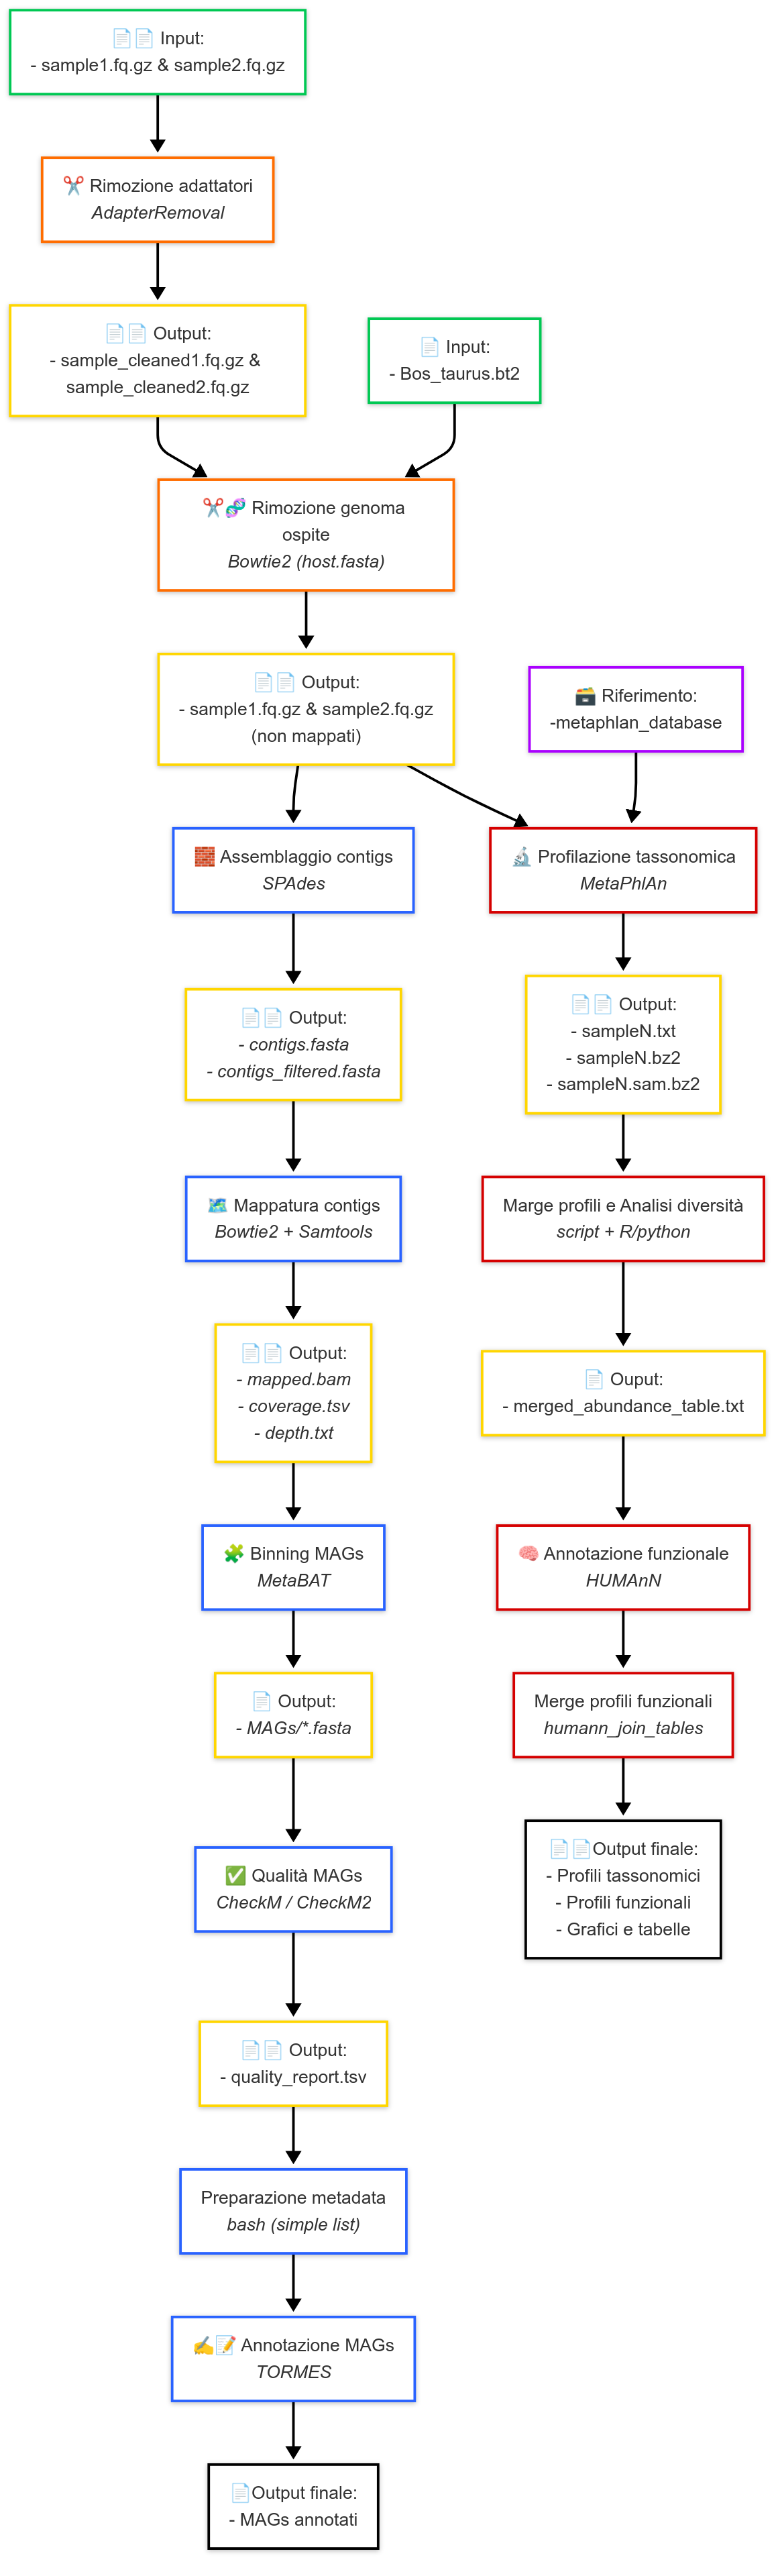 📄📄 Input:
- sample1.fq.gz & sample2.fq.gz
✂️ Rimozione adattatori
AdapterRemoval
📄📄 Output:
- sample_cleaned1.fq.gz &
sample_cleaned2.fq.gz
📄 Input:
- Bos_taurus.bt2
✂️🧬 Rimozione genoma
ospite
Bowtie2 (host.fasta)
📄📄 Output:
- sample1.fq.gz & sample2.fq.gz
(non mappati)
🗃️ Riferimento:
-metaphlan_database
🧱 Assemblaggio contigs
SPAdes
🔬 Profilazione tassonomica
MetaPhlAn
📄📄 Output:
- contigs.fasta
- contigs_filtered.fasta
📄📄 Output:
- sampleN.txt
- sampleN.bz2
- sampleN.sam.bz2
🗺️ Mappatura contigs
Bowtie2 + Samtools
Marge profili e Analisi diversità
script + R/python
📄📄 Output:
- mapped.bam
- coverage.tsv
- depth.txt
📄 Ouput:
- merged_abundance_table.txt
🧩 Binning MAGs
MetaBAT
🧠 Annotazione funzionale
HUMAnN
📄 Output:
- MAGs/*.fasta
Merge profili funzionali
humann_join_tables
✅ Qualità MAGs
CheckM / CheckM2
📄📄Output finale:
- Profili tassonomici
- Profili funzionali
- Grafici e tabelle
📄📄 Output:
- quality_report.tsv
Preparazione metadata
bash (simple list)
✍️📝 Annotazione MAGs
TORMES
📄Output finale:
- MAGs annotati